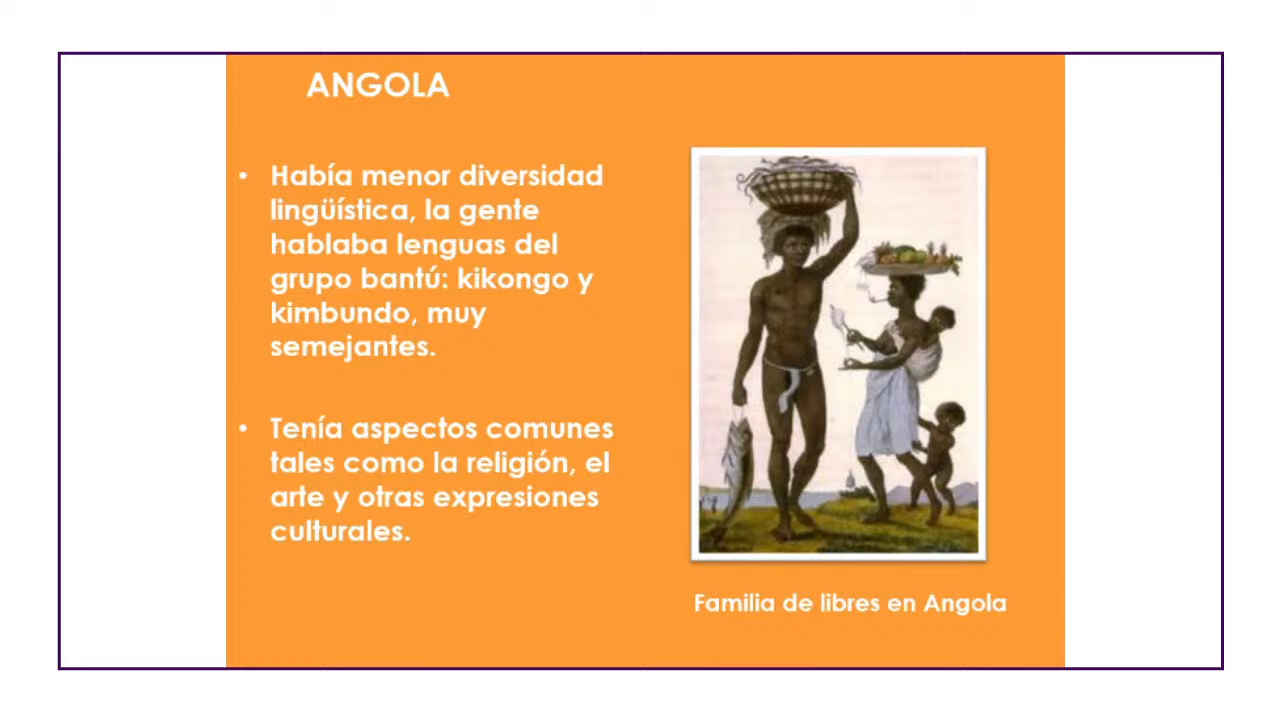 ANGOLA
• Había menor diversidad
lingüística, la gente
hablaba lenguas del
grupo bantú: kikongo y
kimbundo, muy
semejantes.
• Tenía aspectos comunes
tales como la religión, el
arte y otras expresiones
culturales.
Familia de libres en Angola